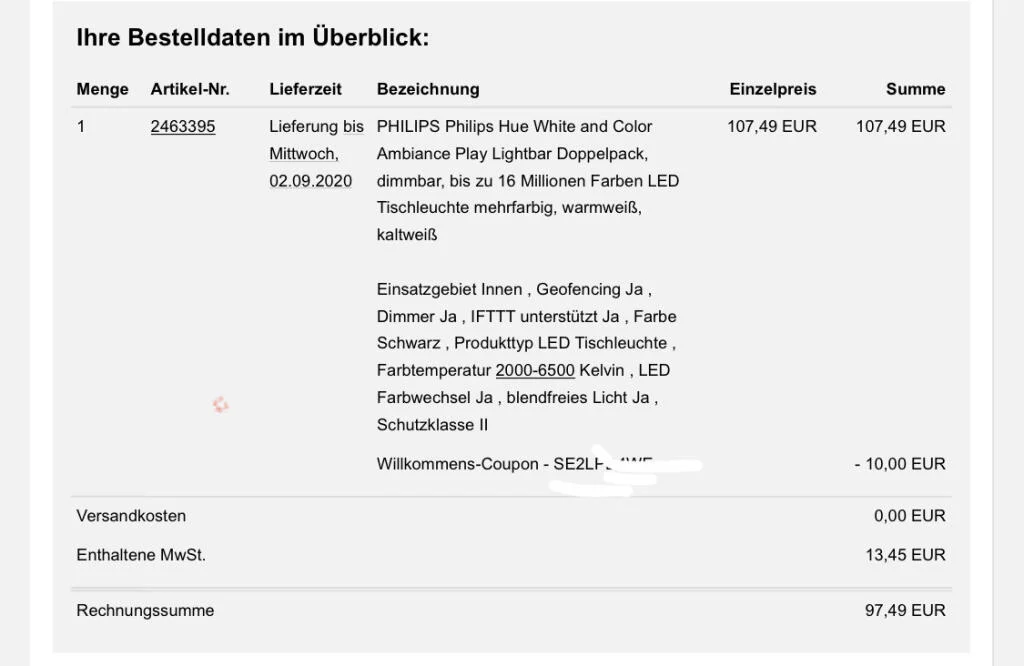 Ihre Bestelldaten im Überblick:
Menge Artikel-Nr. Lieferzeit Bezeichnung Einzelpreis Summe
1 2463395 Lieferung bis PHILIPS Philips Hue White and Color 107,49 EUR 107,49 EUR
Mittwoch, Ambiance Play Lightbar Doppelpack,
02.09.2020 dimmbar, bis zu 16 Millionen Farben LED
Tischleuchte mehrfarbig, warmweiß,
kaltweiß
Einsatzgebiet Innen , Geofencing Ja ,
Dimmer Ja , IFTTT unterstützt Ja , Farbe
Schwarz , Produkttyp LED Tischleuchte ,
Farbtemperatur 2000-6500 Kelvin , LED
Farbwechsel Ja , blendfreies Licht Ja ,
Schutzklasse II
Willkommens-Coupon - - 10,00 EUR
Versandkosten 0,00 EUR
Enthaltene MwSt. 13,45 EUR
Rechnungssumme 97,49 EUR